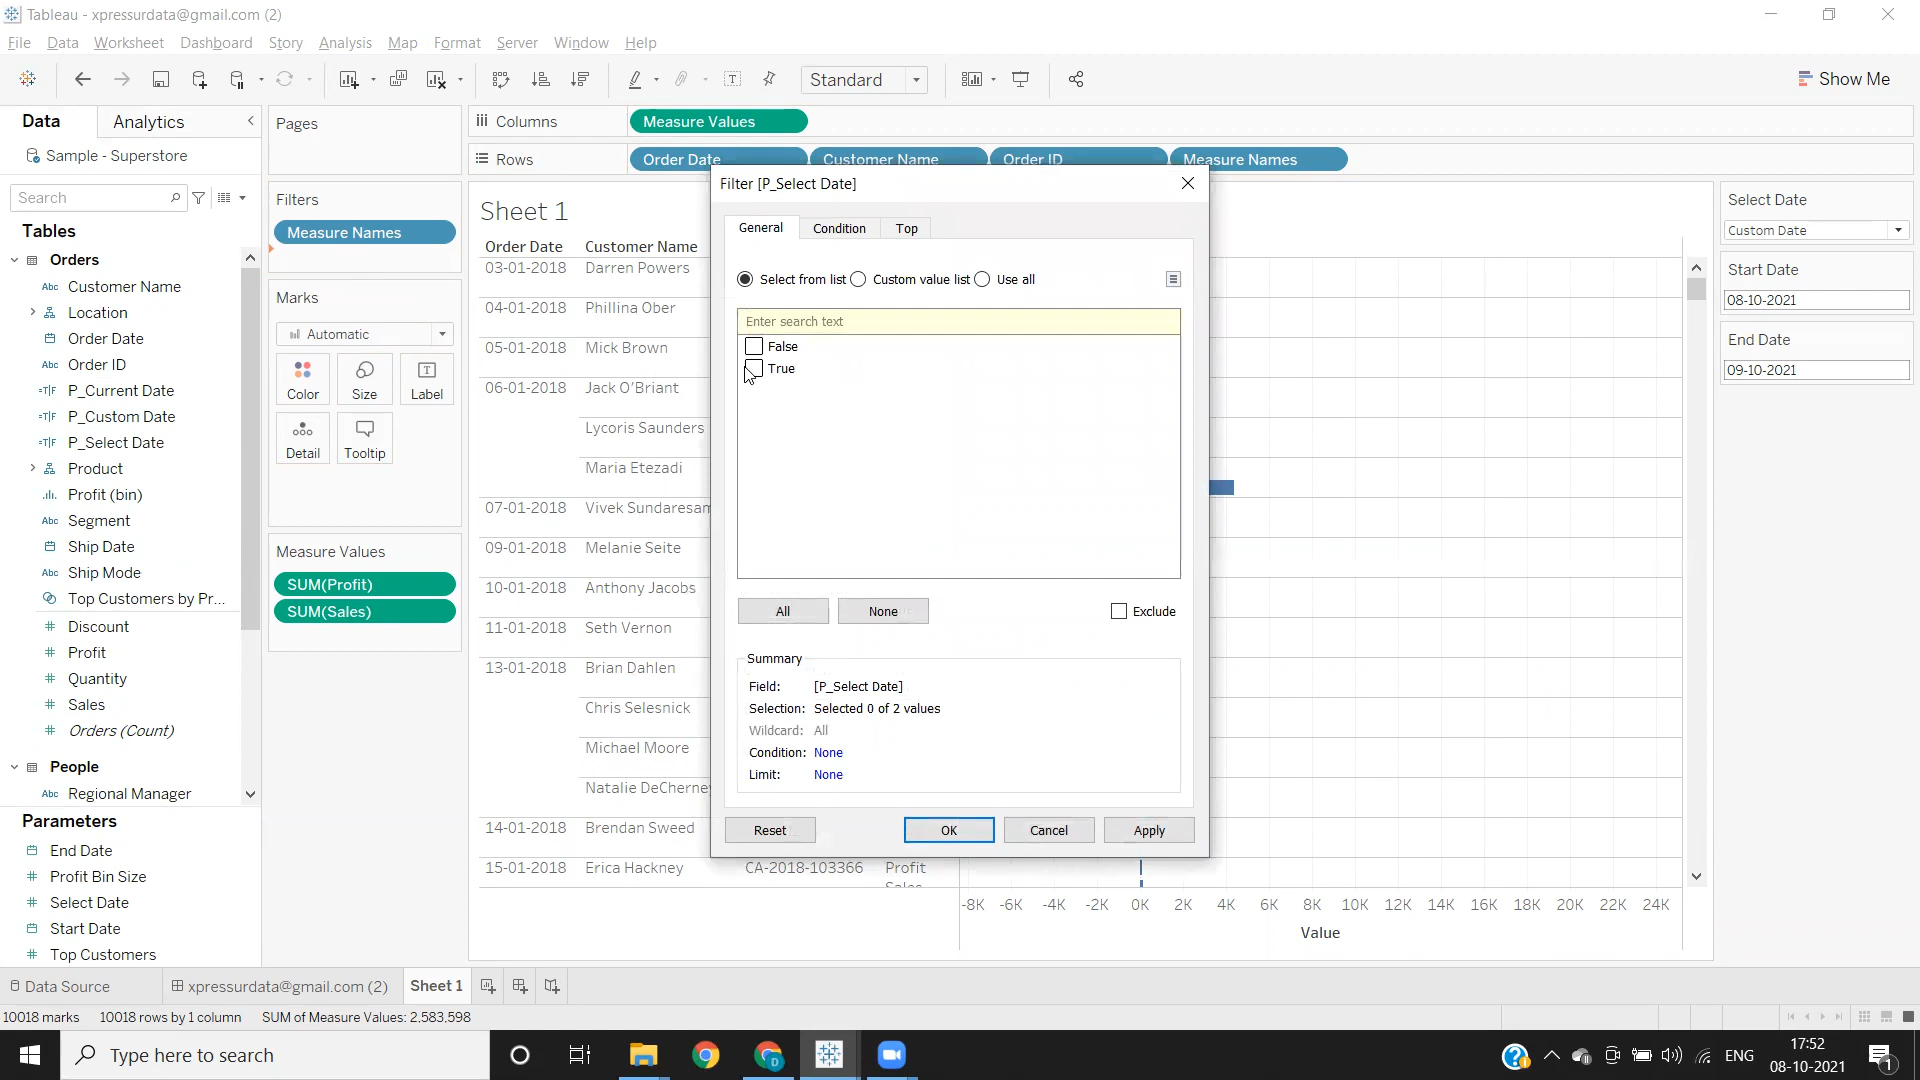 Tableau - xpressurdata@gmail.com (2)
File Data Worksheet Dashboard Story Analysis Map Format Server Window Help
Standard
Show Me
Data
Analytics
Sample - Superstore
Search
Tables
Orders
Customer Name
Location
Order Date
Order ID
P_Current Date
P_Custom Date
P_Select Date
Product
Profit (bin)
Segment
Ship Date
Ship Mode
Top Customers by Pr...
Discount
Profit
Quantity
Sales
Orders (Count)
People
Regional Manager
Parameters
End Date
Profit Bin Size
Select Date
Start Date
Top Customers
Pages
Filters
Measure Names
Marks
Automatic
Color Size Label
Detail Tooltip
Measure Values
SUM(Profit)
SUM(Sales)
Columns
Measure Values
Rows
Order Date Customer Name Order ID Measure Names
Sheet 1
Order Date Customer Name
03-01-2018 Darren Powers
04-01-2018 Phillina Ober
05-01-2018 Mick Brown
06-01-2018 Jack O'Briant
Lycoris Saunders
Maria Etezadi
07-01-2018 Vivek Sundaresam
09-01-2018 Melanie Seite
10-01-2018 Anthony Jacobs
11-01-2018 Seth Vernon
13-01-2018 Brian Dahlen
Chris Selesnick
Michael Moore
Natalie DeCherney
14-01-2018 Brendan Sweed
15-01-2018 Erica Hackney CA-2018-103366 Profit
Sales
-8K -6K -4K -2K 0K 2K 4K 6K 8K 10K 12K 14K 16K 18K 20K 22K 24K
Value
Filter [P_Select Date]
General Condition Top
Select from list Custom value list Use all
Enter search text
False
True
All None Exclude
Summary
Field: [P_Select Date]
Selection: Selected 0 of 2 values
Wildcard: All
Condition: None
Limit: None
Reset OK Cancel Apply
Select Date
Custom Date
Start Date
08-10-2021
End Date
09-10-2021
Data Source xpressurdata@gmail.com (2) Sheet 1
10018 marks 10018 rows by 1 column SUM of Measure Values: 2,583,598
Type here to search
ENG
17:52
08-10-2021
1